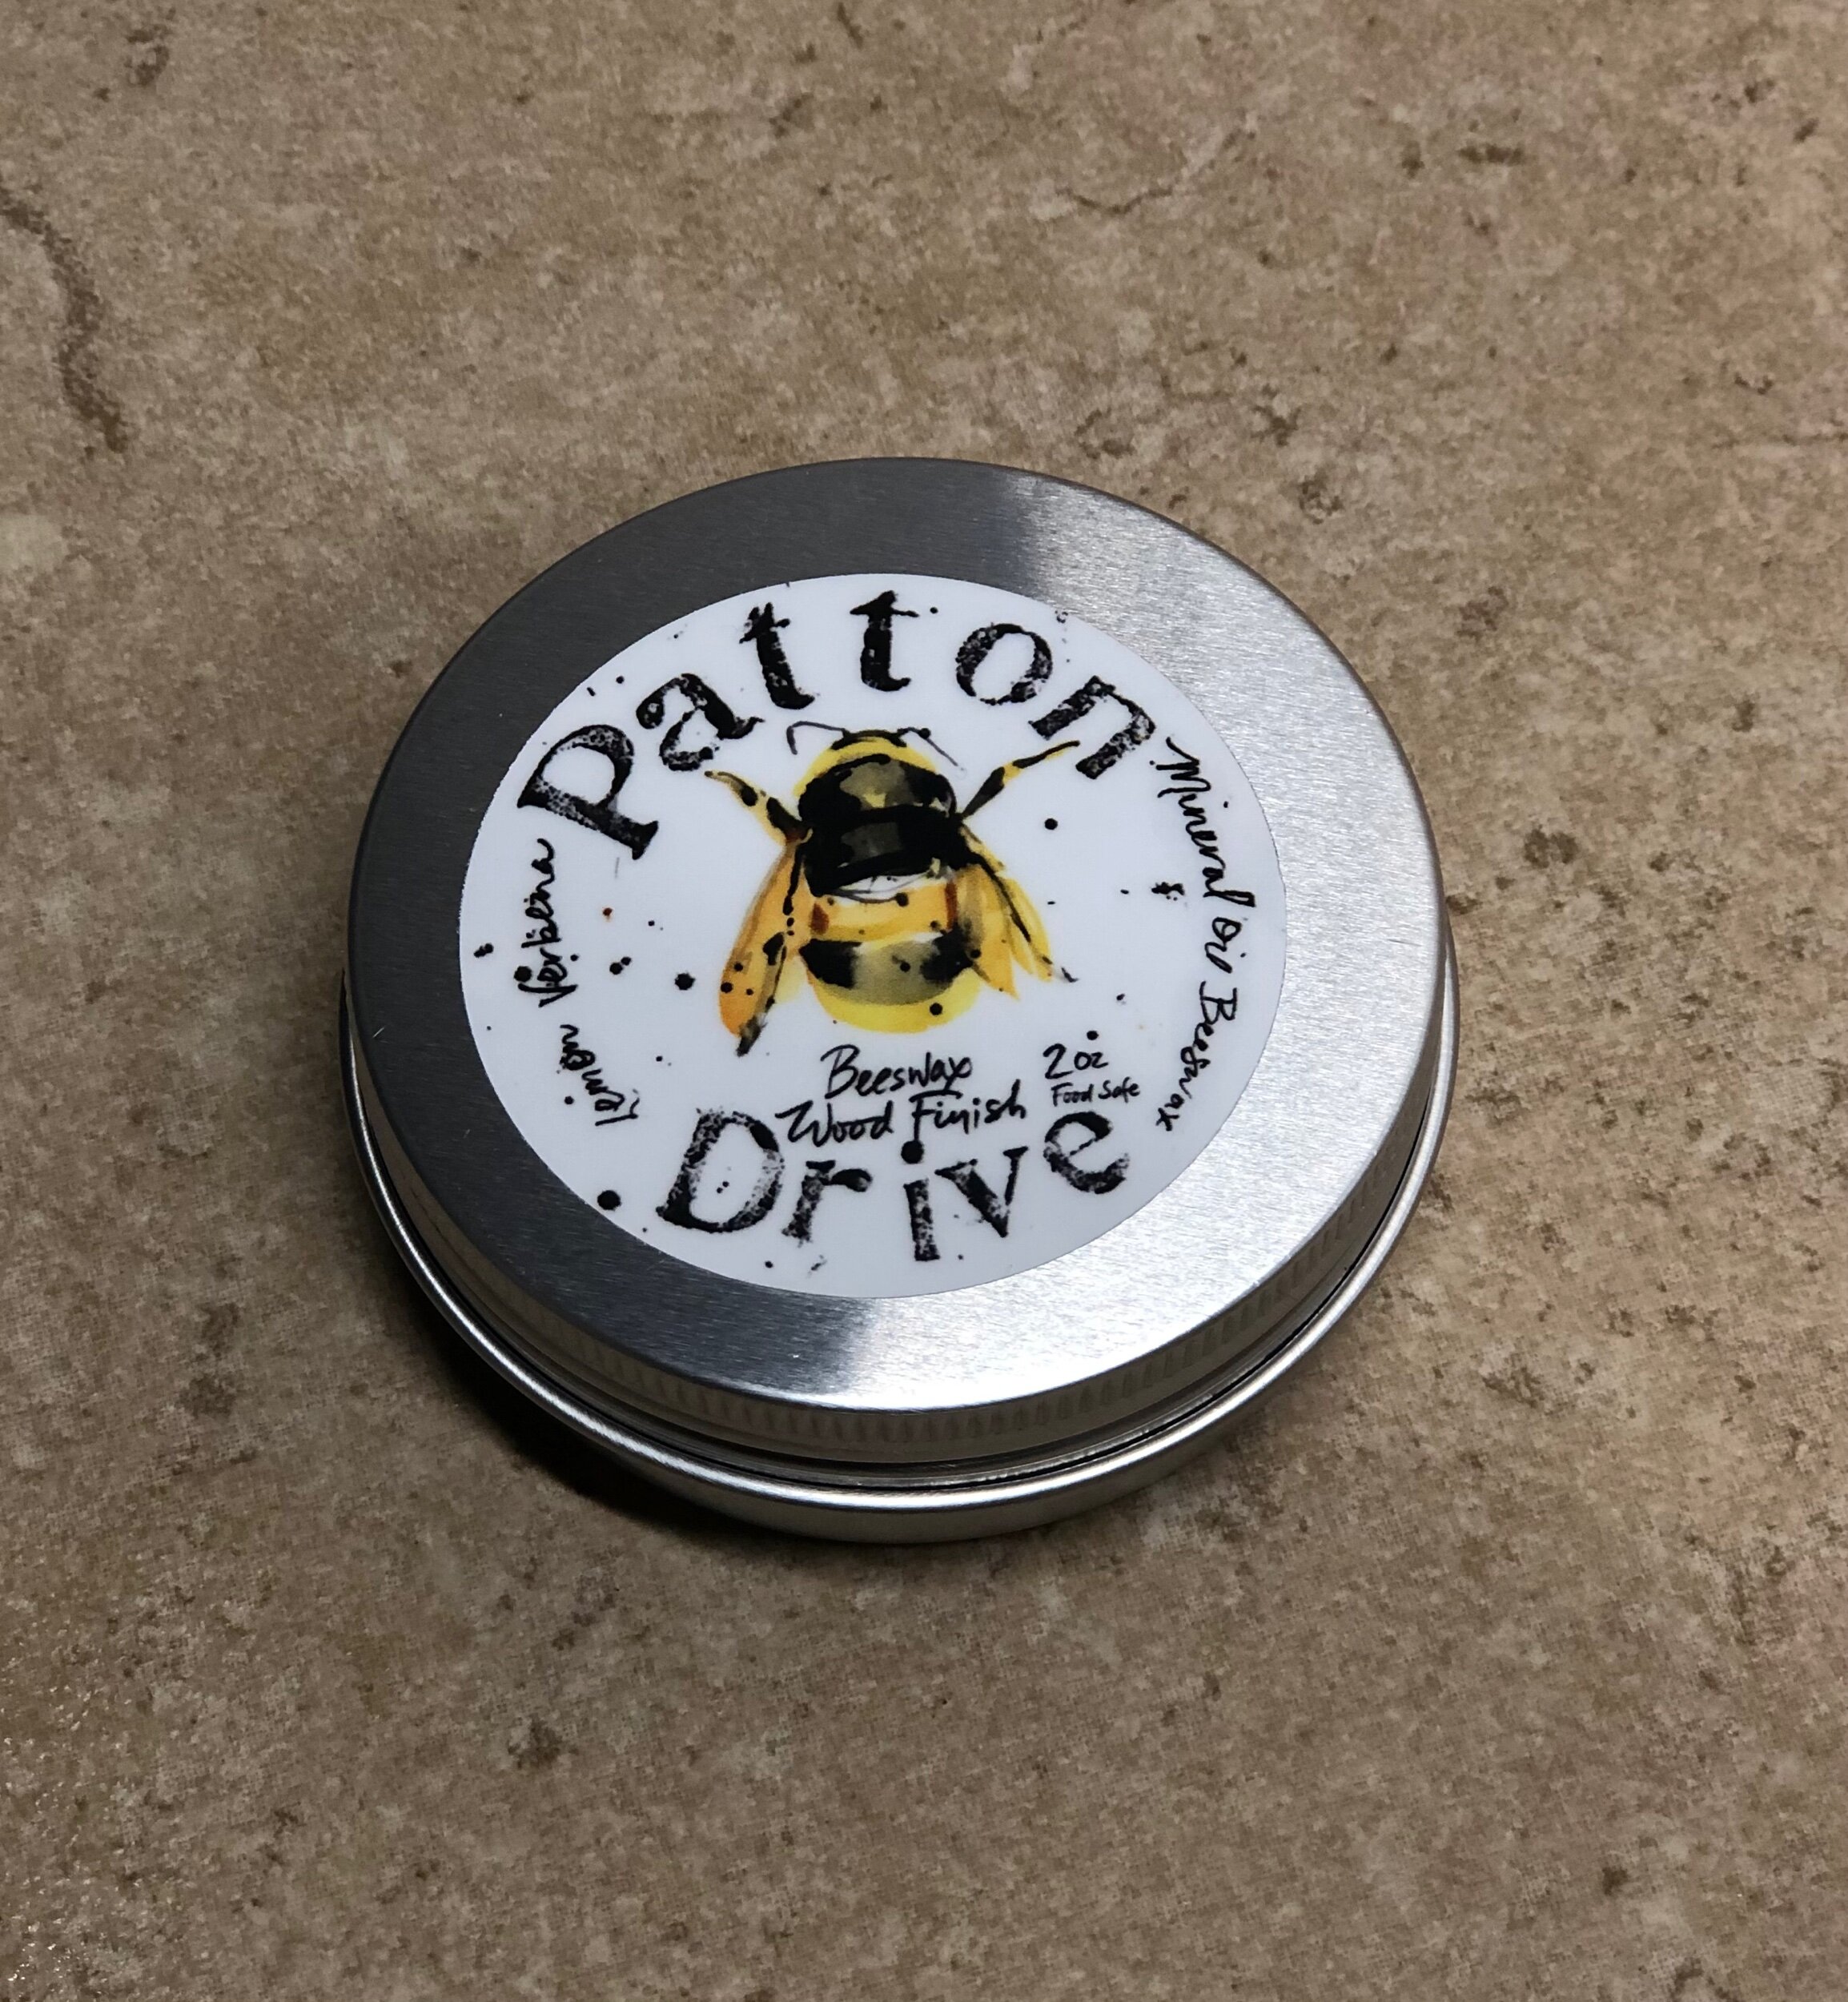 Patton
Lemon Verbena
Mineral Oil Beeswax
Beeswax
Wood Finish
2oz
Food Safe
Drive